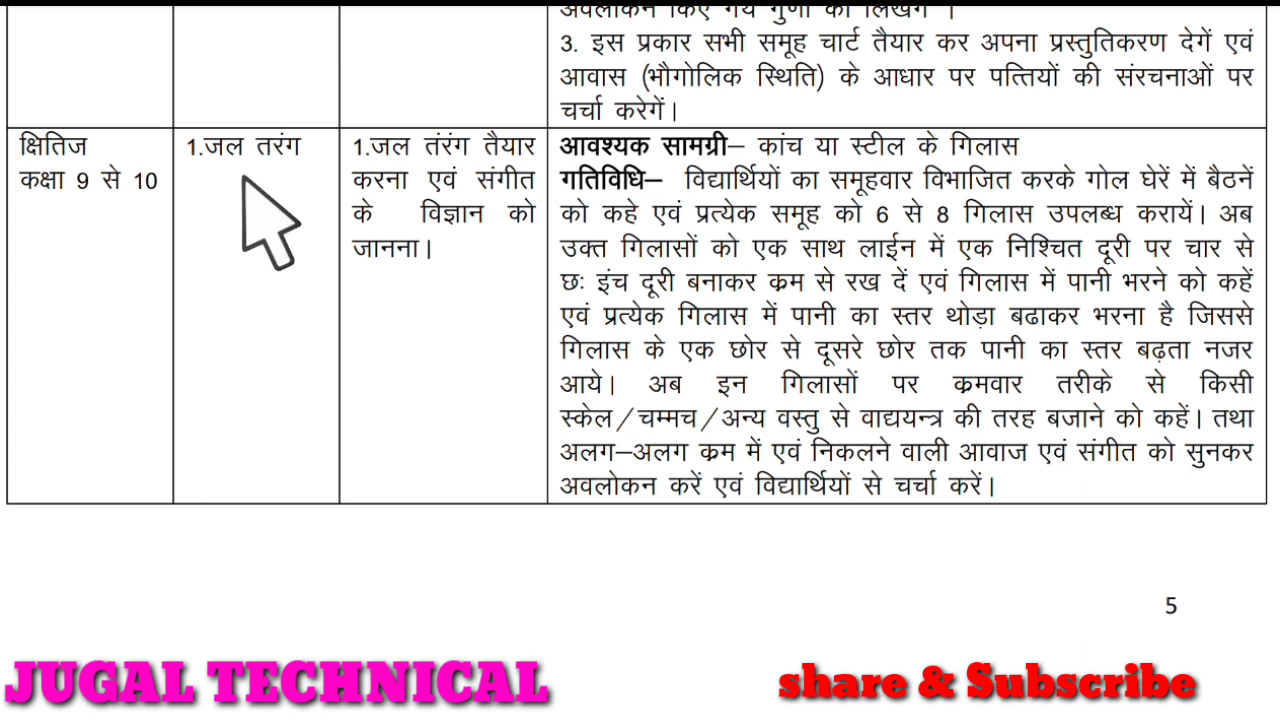 अवलोकन किए गये गुणों को लिखेगें ।
3. इस प्रकार सभी समूह चार्ट तैयार कर अपना प्रस्तुतिकरण देगें एवं
आवास (भौगोलिक स्थिति) के आधार पर पत्तियों की संरचनाओं पर
चर्चा करेगें।
क्षितिज
कक्षा 9 से 10
1.जल तरंग
1.जल तंरंग तैयार
करना एवं संगीत
के विज्ञान को
जानना।
आवश्यक सामग्री– कांच या स्टील के गिलास
गतिविधि– विद्यार्थियों का समूहवार विभाजित करके गोल घेरें में बैठनें
को कहे एवं प्रत्येक समूह को 6 से 8 गिलास उपलब्ध करायें। अब
उक्त गिलासों को एक साथ लाईन में एक निश्चित दूरी पर चार से
छः इंच दूरी बनाकर क्रम से रख दें एवं गिलास में पानी भरने को कहें
एवं प्रत्येक गिलास में पानी का स्तर थोड़ा बढाकर भरना है जिससे
गिलास के एक छोर से दूसरे छोर तक पानी का स्तर बढ़ता नजर
आये। अब इन गिलासों पर क्रमवार तरीके से किसी
स्केल/चम्मच/अन्य वस्तु से वाद्ययन्त्र की तरह बजाने को कहें। तथा
अलग–अलग क्रम में एवं निकलने वाली आवाज एवं संगीत को सुनकर
अवलोकन करें एवं विद्यार्थियों से चर्चा करें।
5
JUGAL TECHNICAL
share & Subscribe